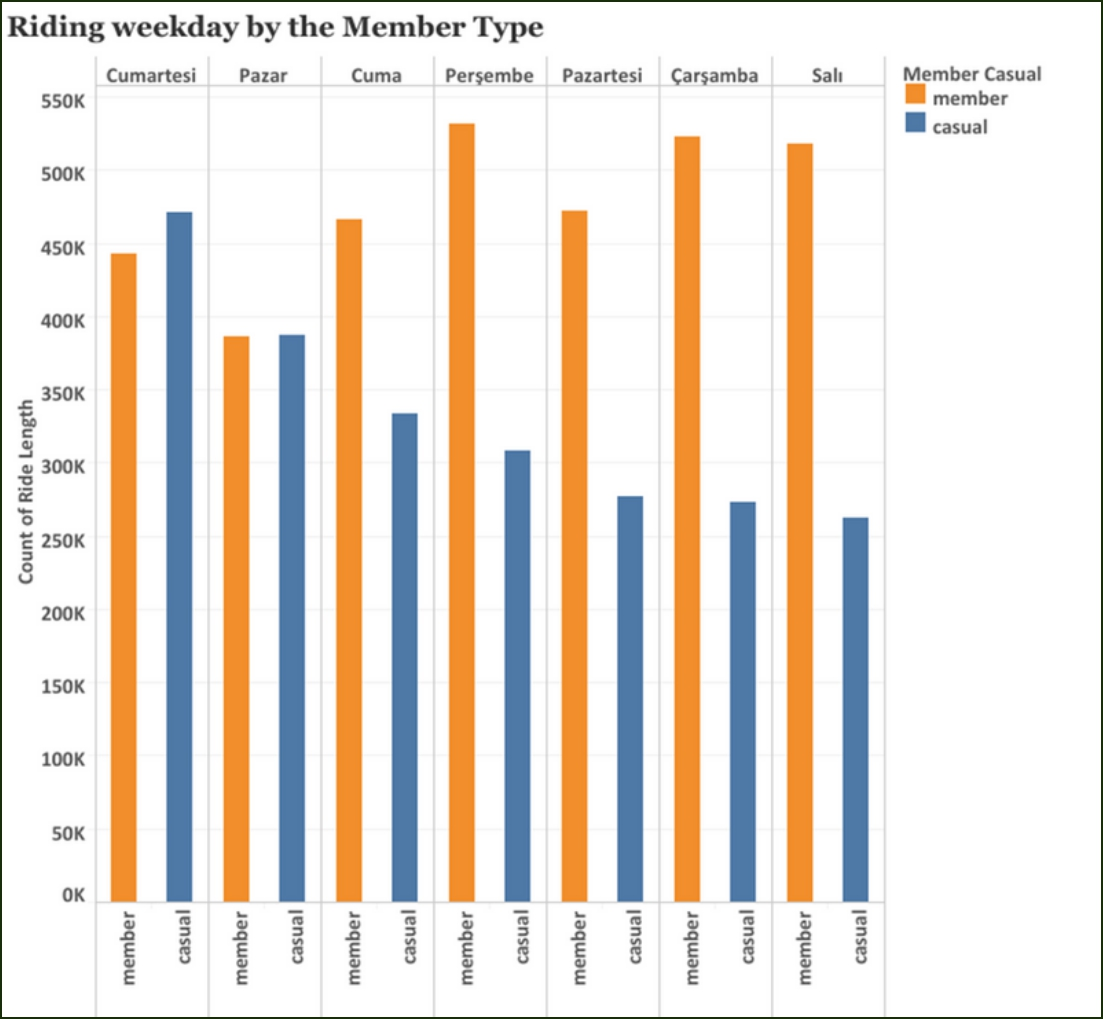 Riding weekday by the Member Type
Cumartesi Pazar Cuma Perşembe Pazartesi Çarşamba Salı
Member Casual
member
casual
550K
500K
450K
400K
350K
300K
250K
200K
150K
100K
50K
0K
Count of Ride Length
member casual member casual member casual member casual member casual member casual member casual